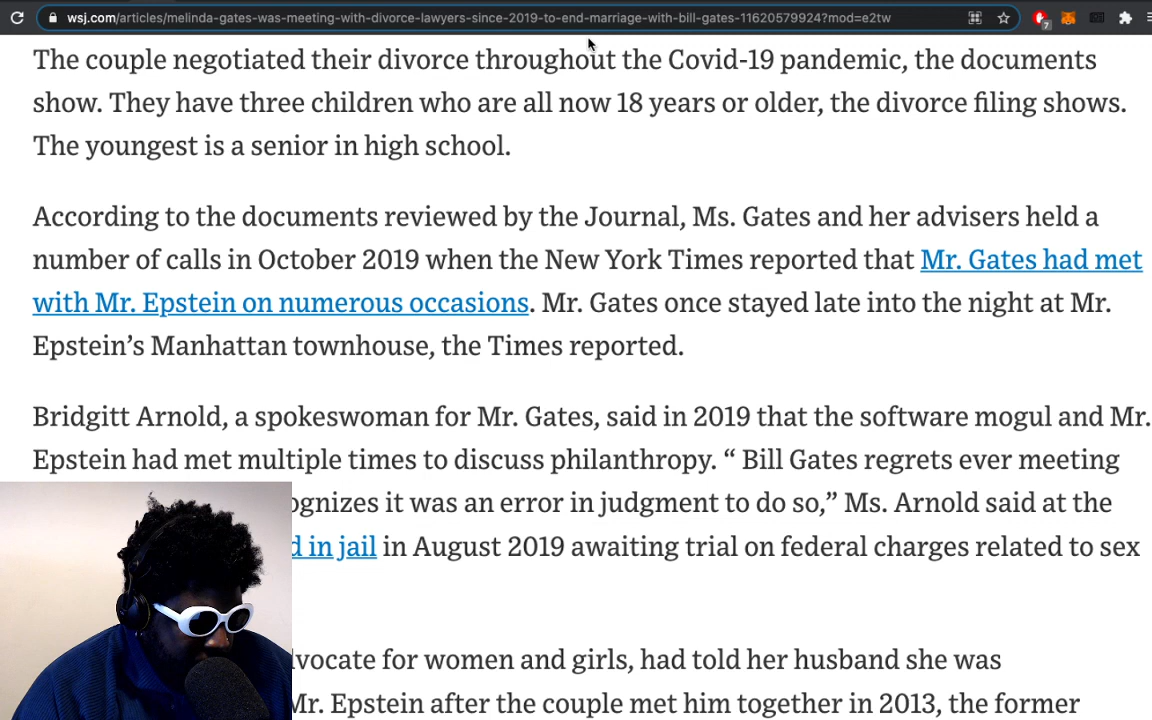 wsj.com/articles/melinda-gates-was-meeting-with-divorce-lawyers-since-2019-to-end-marriage-with-bill-gates-11620579924?mod=e2tw
7
The couple negotiated their divorce throughout the Covid-19 pandemic, the documents
show. They have three children who are all now 18 years or older, the divorce filing shows.
The youngest is a senior in high school.
According to the documents reviewed by the Journal, Ms. Gates and her advisers held a
number of calls in October 2019 when the New York Times reported that Mr. Gates had met
with Mr. Epstein on numerous occasions. Mr. Gates once stayed late into the night at Mr.
Epstein’s Manhattan townhouse, the Times reported.
Bridgitt Arnold, a spokeswoman for Mr. Gates, said in 2019 that the software mogul and Mr.
Epstein had met multiple times to discuss philanthropy. “ Bill Gates regrets ever meeting
ognizes it was an error in judgment to do so,” Ms. Arnold said at the
d in jail in August 2019 awaiting trial on federal charges related to sex
dvocate for women and girls, had told her husband she was
Mr. Epstein after the couple met him together in 2013, the former